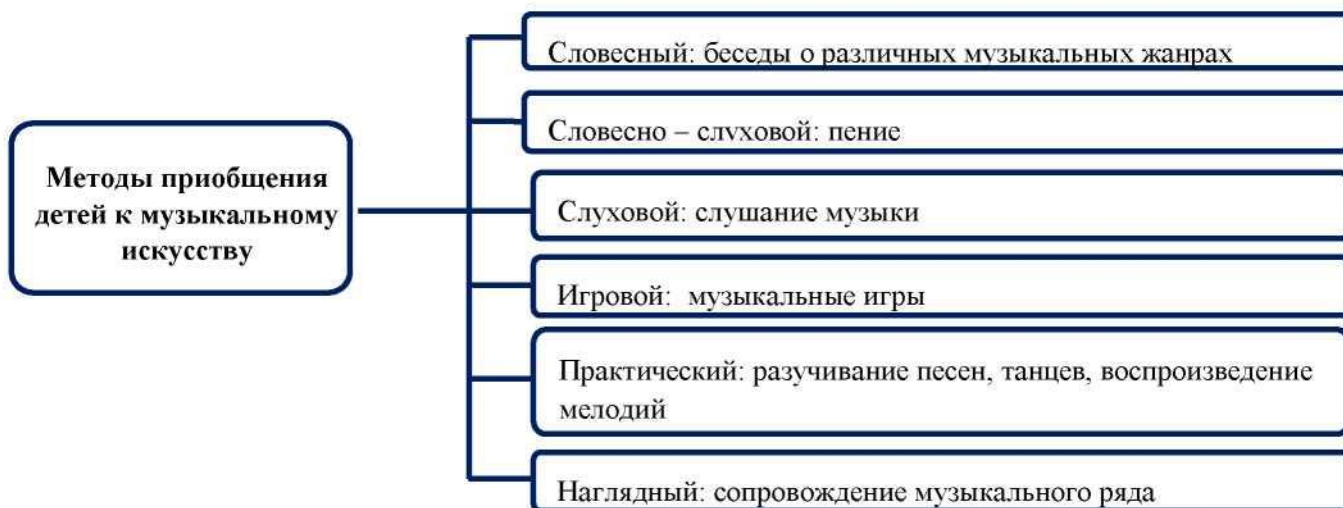 Методы приобщения
детей к музыкальному
искусству
Словесный: беседы о различных музыкальных жанрах
Словесно – слуховой: пение
Слуховой: слушание музыки
Игровой:  музыкальные игры
Практический: разучивание песен, танцев, воспроизведение
мелодий
Наглядный: сопровождение музыкального ряда